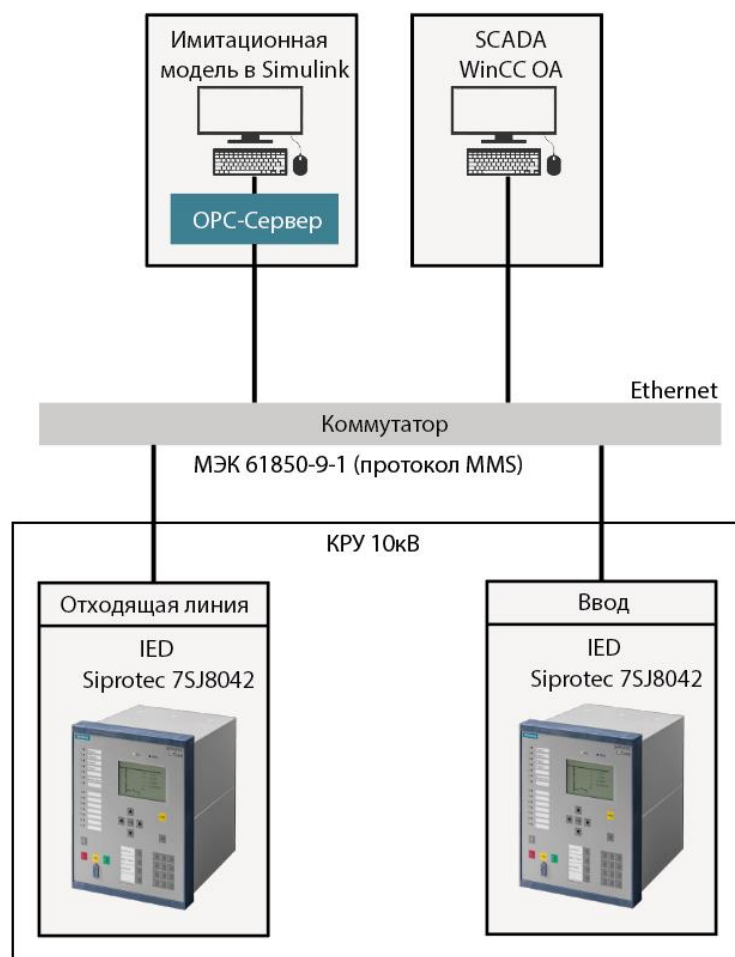 Имитационная
модель в Simulink
OPC-Сервер
SCADA
WinCC OA
Ethernet
Коммутатор
МЭК 61850-9-1 (протокол MMS)
КРУ 10кВ
Отходящая линия
IED
Siprotec 7SJ8042
Ввод
IED
Siprotec 7SJ8042